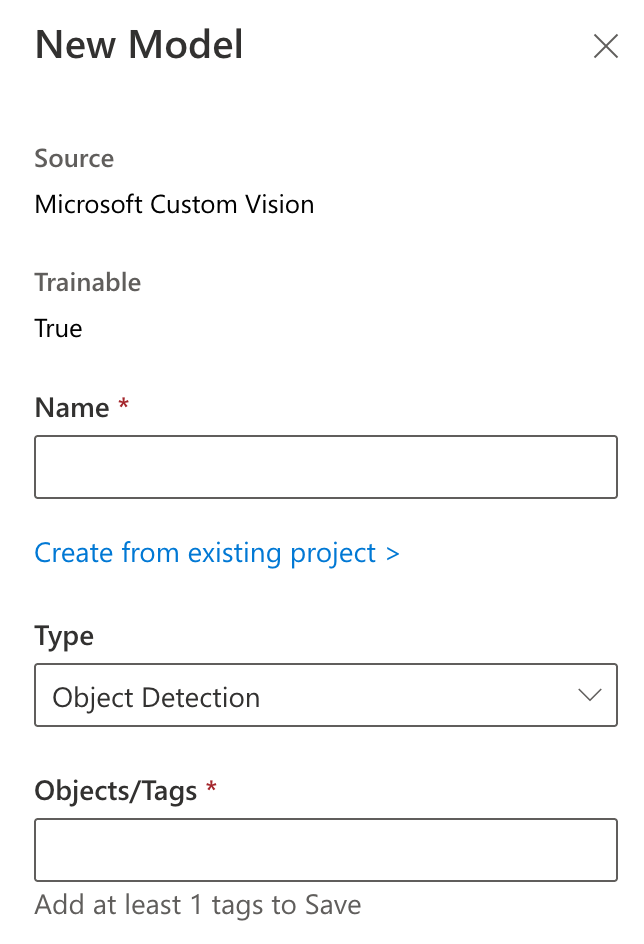 New Model
Source
Microsoft Custom Vision
Trainable
True
Name *
Create from existing project >
Type
Object Detection
Objects/Tags *
Add at least 1 tags to Save